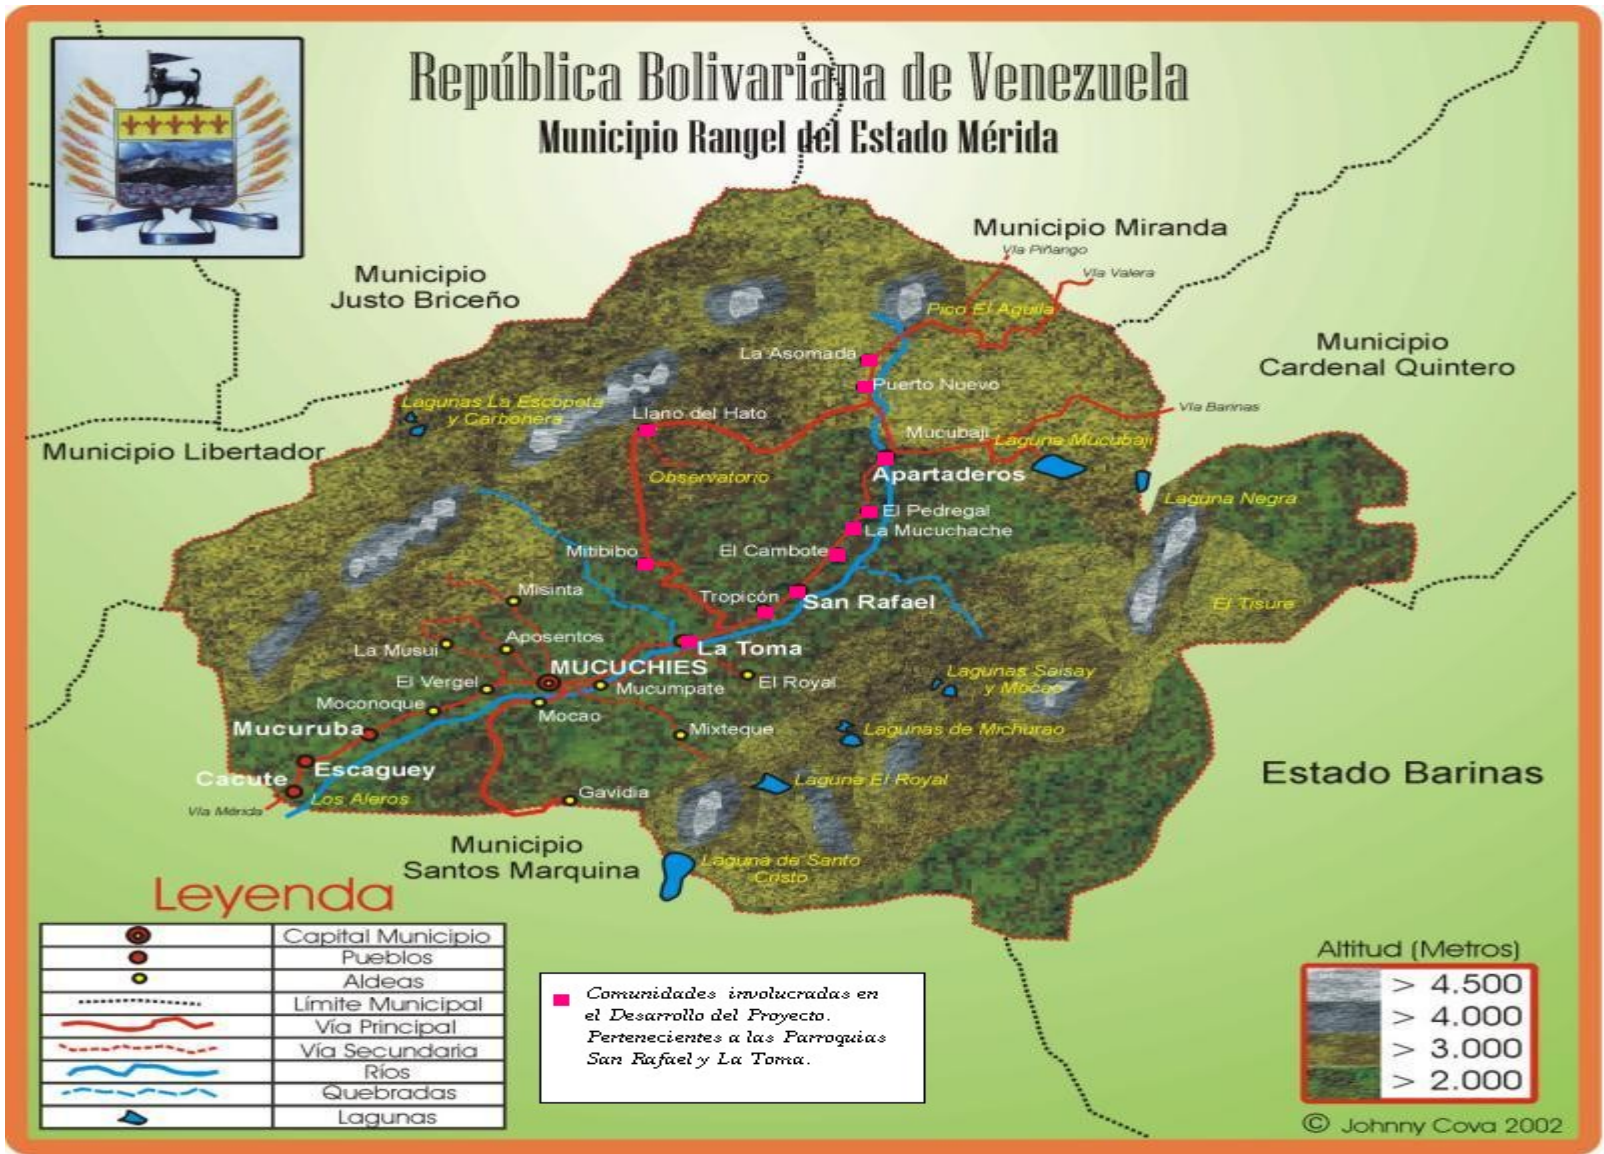 República Bolivariana de Venezuela
Municipio Rangel del Estado Mérida
Municipio Miranda
Vía Piñango
Vía Valera
Municipio
Justo Briceño
Pico El Aguila
Municipio
Cardenal Quintero
La Asomada
Puerto Nuevo
Vía Barinas
Lagunas La Escopeta
y Carbonera
Llano del Hato
Mucubají
Laguna Mucubají
Municipio Libertador
Observatorio
Apartaderos
Laguna Negra
El Pedregal
La Mucuchache
Mitibibo
El Cambote
Misinta
Tropicón
San Rafael
El Tisure
Aposentos
La Musui
La Toma
MUCUCHIES
Lagunas Saisay
y Mocao
El Vergel
Mucumpate
El Royal
Moconoque
Mocao
Mucuruba
Mixteque
Lagunas de Michurao
Escaguey
Cacute
Laguna El Royal
Estado Barinas
Los Aleros
Gavidia
Vía Mérida
Municipio
Santos Marquina
Laguna de Santo
Cristo
Leyenda
Capital Municipio
Pueblos
Aldeas
Límite Municipal
Vía Principal
Vía Secundaria
Ríos
Quebradas
Lagunas
Comunidades involucradas en
el Desarrollo del Proyecto.
Pertenecientes a las Parroquias
San Rafael y La Toma.
Altitud (Metros)
> 4.500
> 4.000
> 3.000
> 2.000
© Johnny Cova 2002